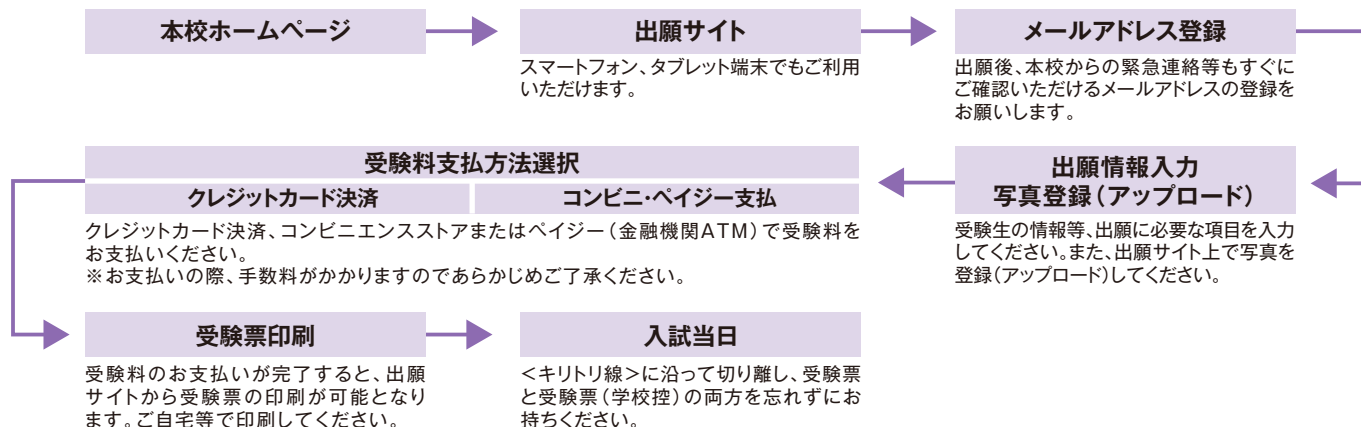 本校ホームページ
出願サイト
スマートフォン、タブレット端末でもご利用
いただけます。
メールアドレス登録
出願後、本校からの緊急連絡等もすぐに
ご確認いただけるメールアドレスの登録を
お願いします。
出願情報入力
写真登録(アップロード)
受験生の情報等、出願に必要な項目を入力
してください。また、出願サイト上で写真を
登録(アップロード)してください。
受験料支払方法選択
クレジットカード決済
コンビニ・ペイジー支払
クレジットカード決済、コンビニエンスストアまたはペイジー(金融機関ATM)で受験料を
お支払いください。
※お支払いの際、手数料がかかりますのであらかじめご了承ください。
受験票印刷
受験料のお支払いが完了すると、出願
サイトから受験票の印刷が可能となり
ます。ご自宅等で印刷してください。
入試当日
<キリトリ線>に沿って切り離し、受験票
と受験票(学校控)の両方を忘れずにお
持ちください。